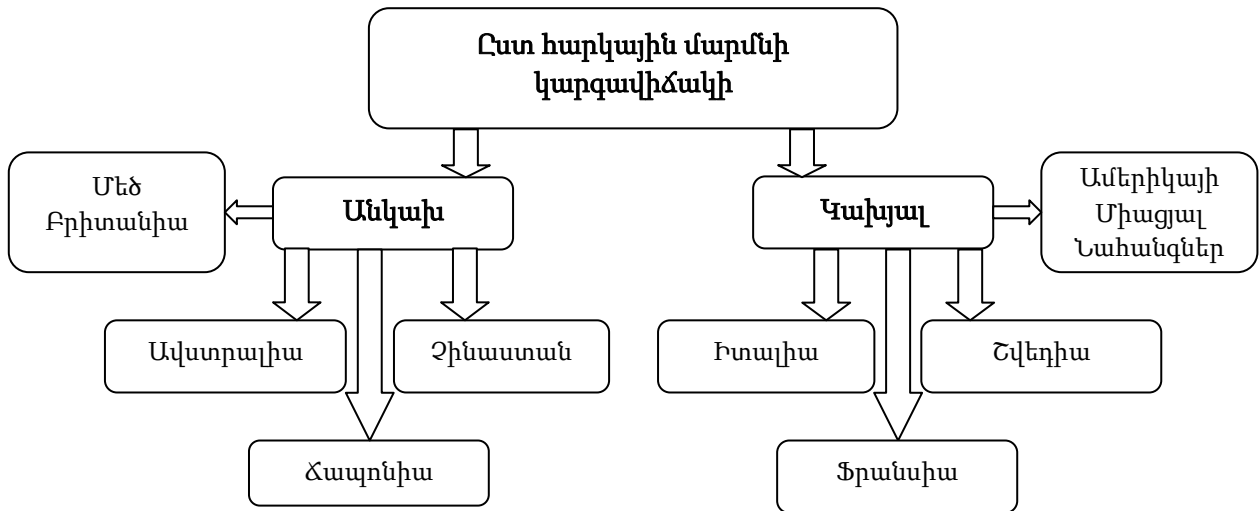 Ըստ հարկային մարմնի
կարգավիճակի
Մեծ
Բրիտանիա
Անկախ
Կախյալ
Ամերիկայի
Միացյալ
Նահանգներ
Ավստրալիա
Չինաստան
Իտալիա
Շվեդիա
Ճապոնիա
Ֆրանսիա